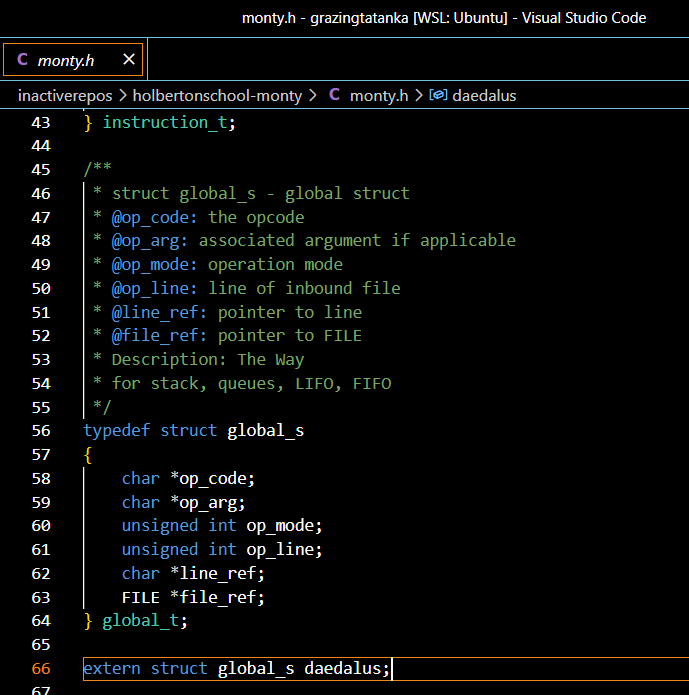 monty.h - grazingtatanka [WSL: Ubuntu] - Visual Studio Code
C monty.h ×
inactiverepos > holbertonschool-monty > C monty.h > daedalus
43 } instruction_t;
44
45 /**
46 * struct global_s - global struct
47 * @op_code: the opcode
48 * @op_arg: associated argument if applicable
49 * @op_mode: operation mode
50 * @op_line: line of inbound file
51 * @line_ref: pointer to line
52 * @file_ref: pointer to FILE
53 * Description: The Way
54 * for stack, queues, LIFO, FIFO
55 */
56 typedef struct global_s
57 {
58 char *op_code;
59 char *op_arg;
60 unsigned int op_mode;
61 unsigned int op_line;
62 char *line_ref;
63 FILE *file_ref;
64 } global_t;
65
66 extern struct global_s daedalus;
67